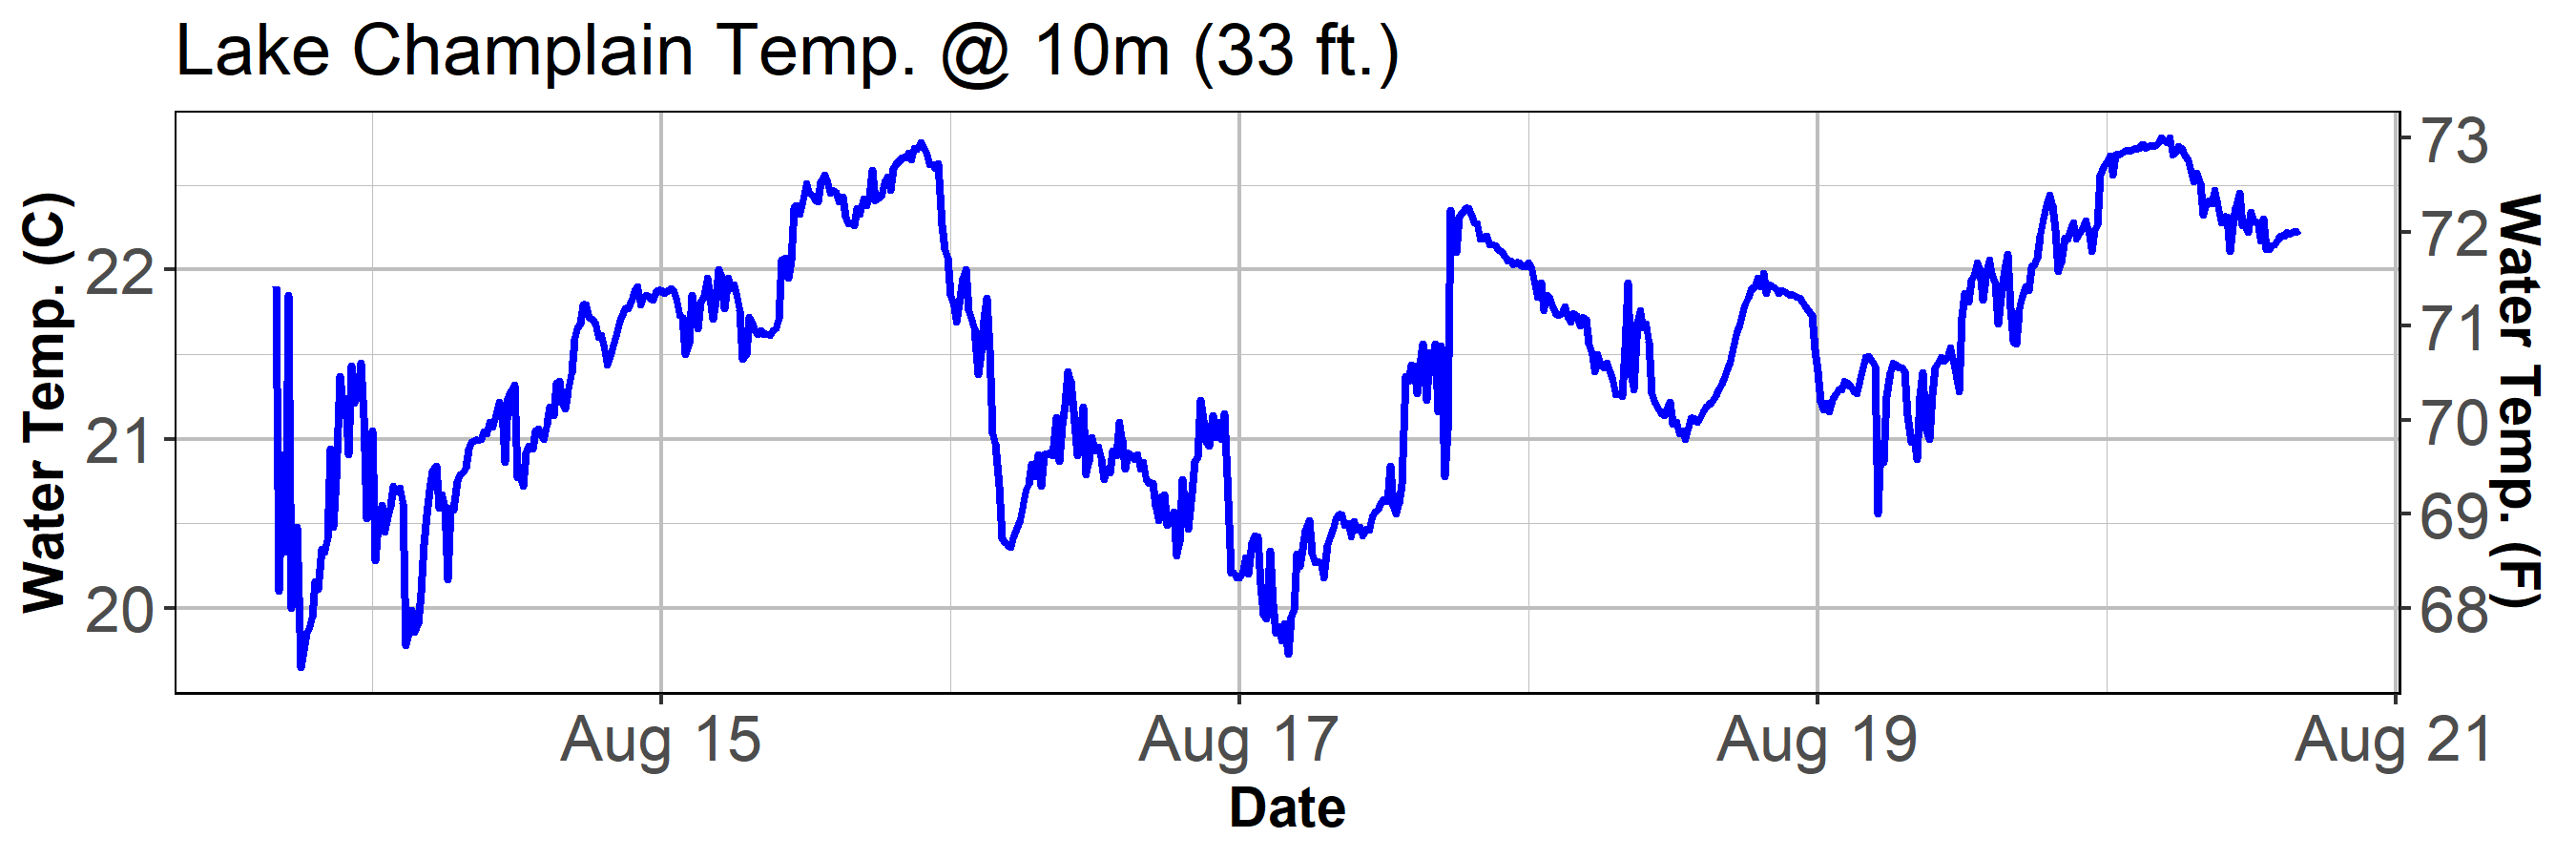 Lake Champlain Temp. @ 10m (33 ft.)
Water Temp. (C)
22
21
20
73
72
71
70
69
68
Water Temp. (F)
Aug 15 Aug 17 Aug 19 Aug 21
Date